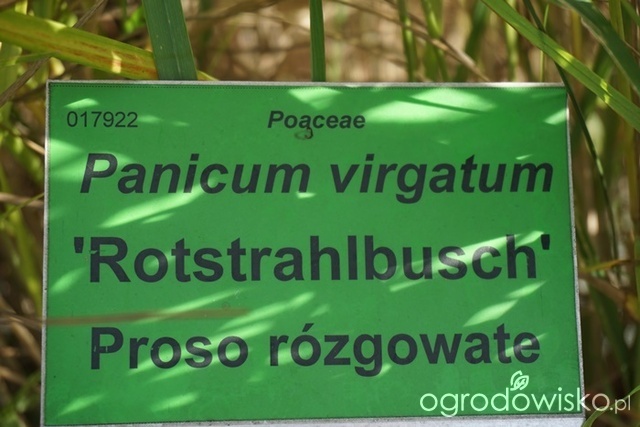 017922 Poaceae
Panicum virgatum
'Rotstrahlbusch'
Proso rózgowate
ogrodowisko.pl